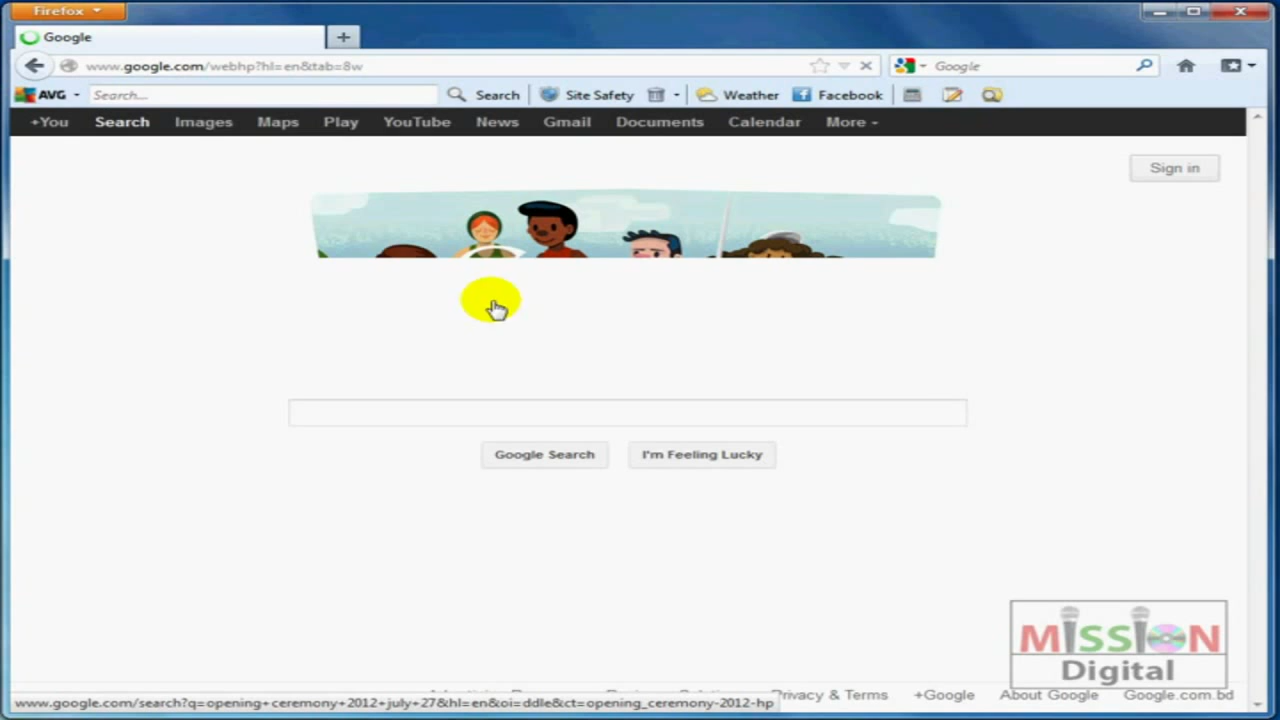 Firefox
Google
www.google.com/webhp?hl=en&tab=8w
Google
AVG Search... Search Site Safety Weather Facebook
+You Search Images Maps Play YouTube News Gmail Documents Calendar More
Sign in
Google Search I'm Feeling Lucky
MISSION
Digital
Privacy & Terms +Google About Google Google.com.bd
www.google.com/search?q=opening+ceremony+2012+july+27&hl=en&oi=ddle&ct=opening_ceremony-2012-hp